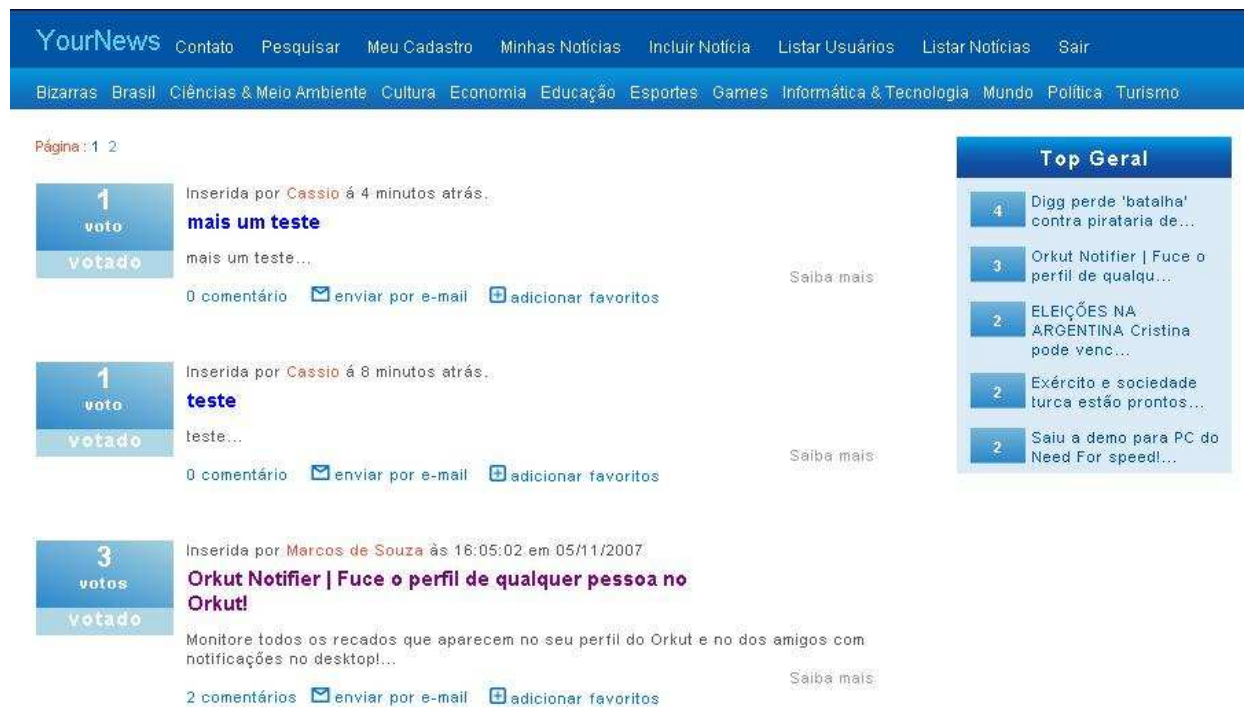 YourNews Contato Pesquisar Meu Cadastro Minhas Notícias Incluir Notícia Listar Usuários Listar Notícias Sair
Bizarras Brasil Ciências & Meio Ambiente Cultura Economia Educação Esportes Games Informática & Tecnologia Mundo Política Turismo
Página : 1 2
1
voto
votado
Inserida por Cassio á 4 minutos atrás.
mais um teste
mais um teste...
Saiba mais
0 comentário enviar por e-mail adicionar favoritos
1
voto
votado
Inserida por Cassio á 8 minutos atrás.
teste
teste...
Saiba mais
0 comentário enviar por e-mail adicionar favoritos
3
votos
votado
Inserida por Marcos de Souza às 16:05:02 em 05/11/2007
Orkut Notifier | Fuce o perfil de qualquer pessoa no
Orkut!
Monitore todos os recados que aparecem no seu perfil do Orkut e no dos amigos com
notificações no desktop!...
Saiba mais
2 comentários enviar por e-mail adicionar favoritos
Top Geral
4
Digg perde 'batalha'
contra pirataria de...
3
Orkut Notifier | Fuce o
perfil de qualqu...
2
ELEIÇÕES NA
ARGENTINA Cristina
pode venc...
2
Exército e sociedade
turca estão prontos...
2
Saiu a demo para PC do
Need For speed!...